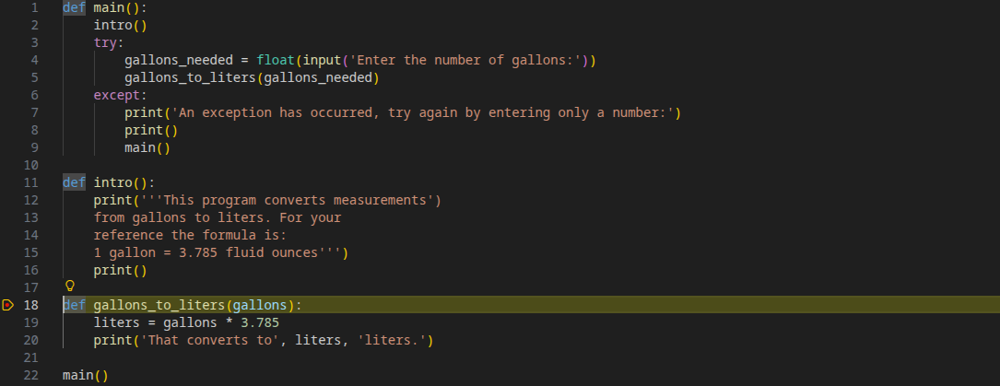 1 def main():
2     intro()
3     try:
4         gallons_needed = float(input('Enter the number of gallons:'))
5         gallons_to_liters(gallons_needed)
6     except:
7         print('An exception has occurred, try again by entering only a number:')
8         print()
9         main()
10
11 def intro():
12     print('''This program converts measurements')
13     from gallons to liters. For your
14     reference the formula is:
15     1 gallon = 3.785 fluid ounces''')
16     print()
17
18 def gallons_to_liters(gallons):
19     liters = gallons * 3.785
20     print('That converts to', liters, 'liters.')
21
22 main()